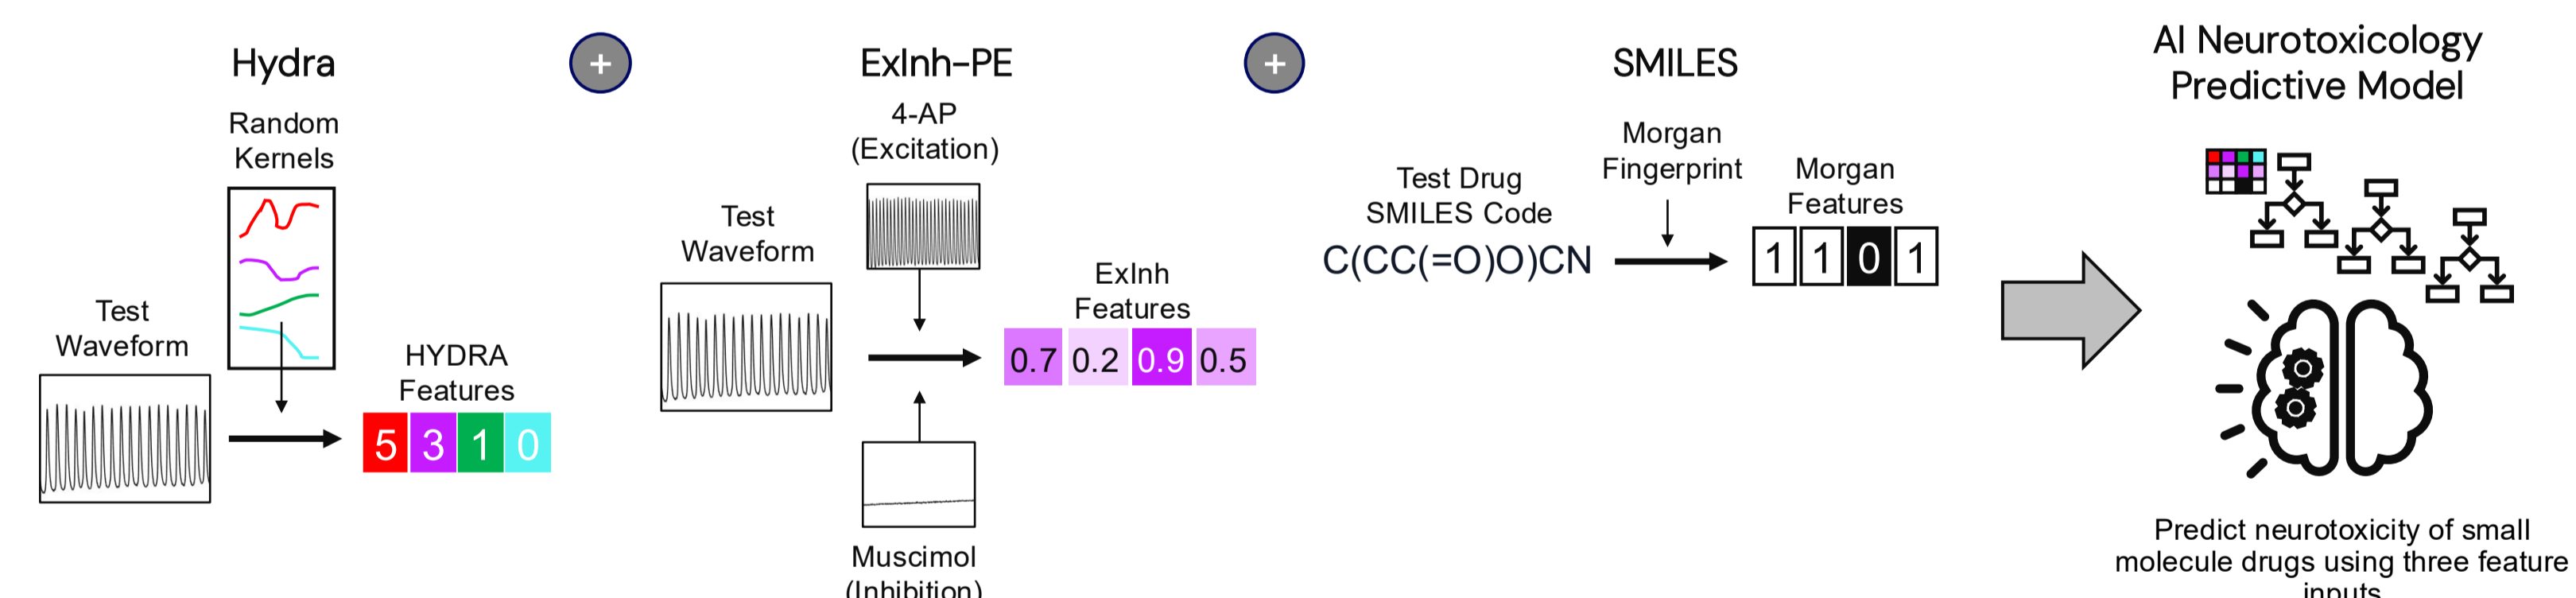 Hydra
Random
Kernels
Test
Waveform
HYDRA
Features
5 3 1 0
+
ExInh-PE
4-AP
(Excitation)
Test
Waveform
ExInh
Features
0.7 0.2 0.9 0.5
Muscimol
(Inhibition)
+
SMILES
Test Drug
SMILES Code
C(CC(=O)O)CN
Morgan
Fingerprint
Morgan
Features
1 1 0 1
AI Neurotoxicology
Predictive Model
Predict neurotoxicity of small
molecule drugs using three feature
inputs